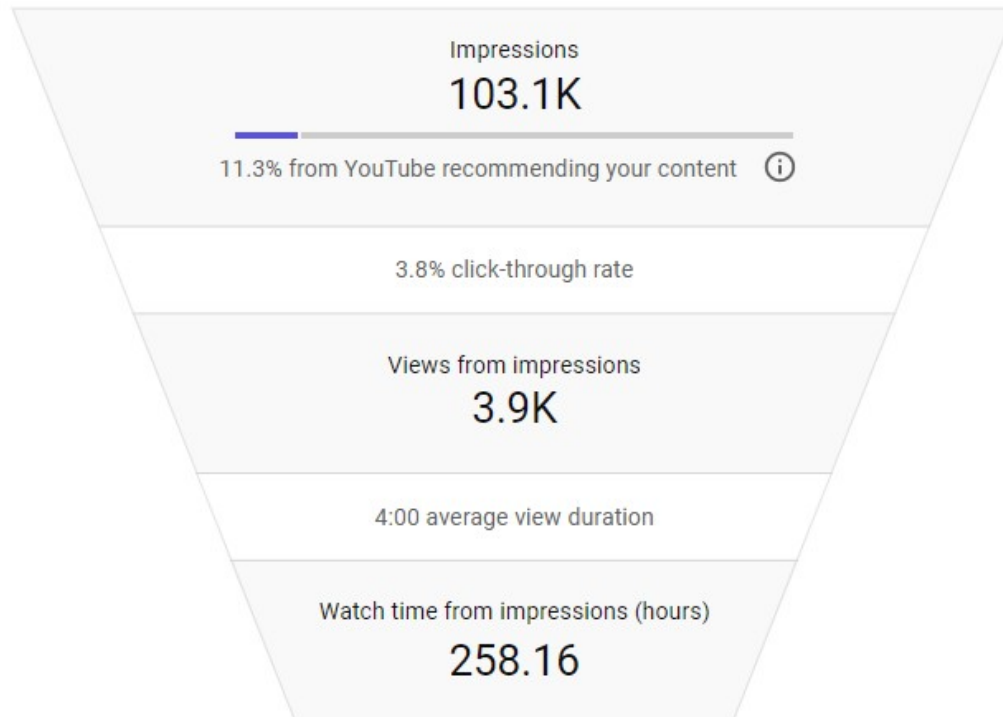 Impressions
103.1K
11.3% from YouTube recommending your content
3.8% click-through rate
Views from impressions
3.9K
4:00 average view duration
Watch time from impressions (hours)
258.16